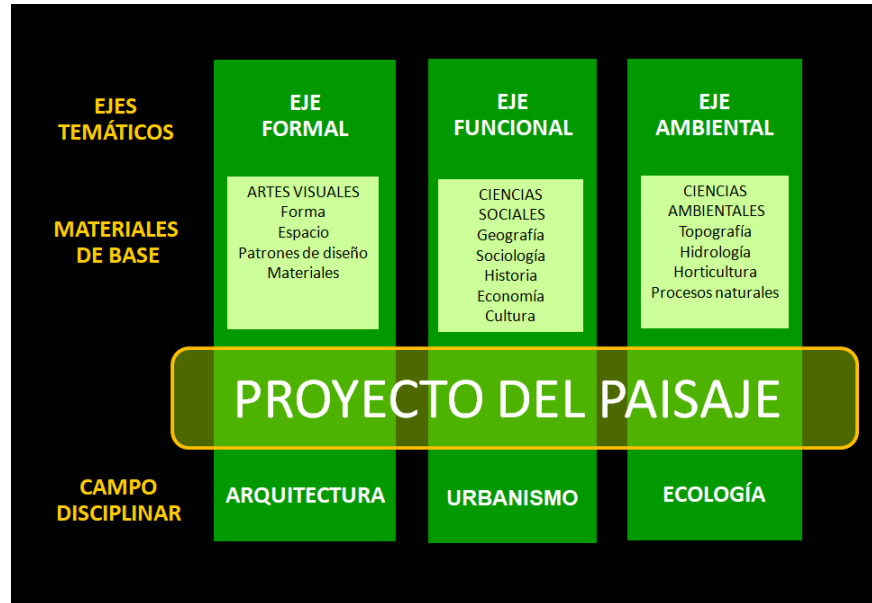 EJES
TEMÁTICOS
EJE
FORMAL
EJE
FUNCIONAL
EJE
AMBIENTAL
MATERIALES
DE BASE
ARTES VISUALES
Forma
Espacio
Patrones de diseño
Materiales
CIENCIAS
SOCIALES
Geografía
Sociología
Historia
Economía
Cultura
CIENCIAS
AMBIENTALES
Topografía
Hidrología
Horticultura
Procesos naturales
PROYECTO DEL PAISAJE
CAMPO
DISCIPLINAR
ARQUITECTURA
URBANISMO
ECOLOGÍA